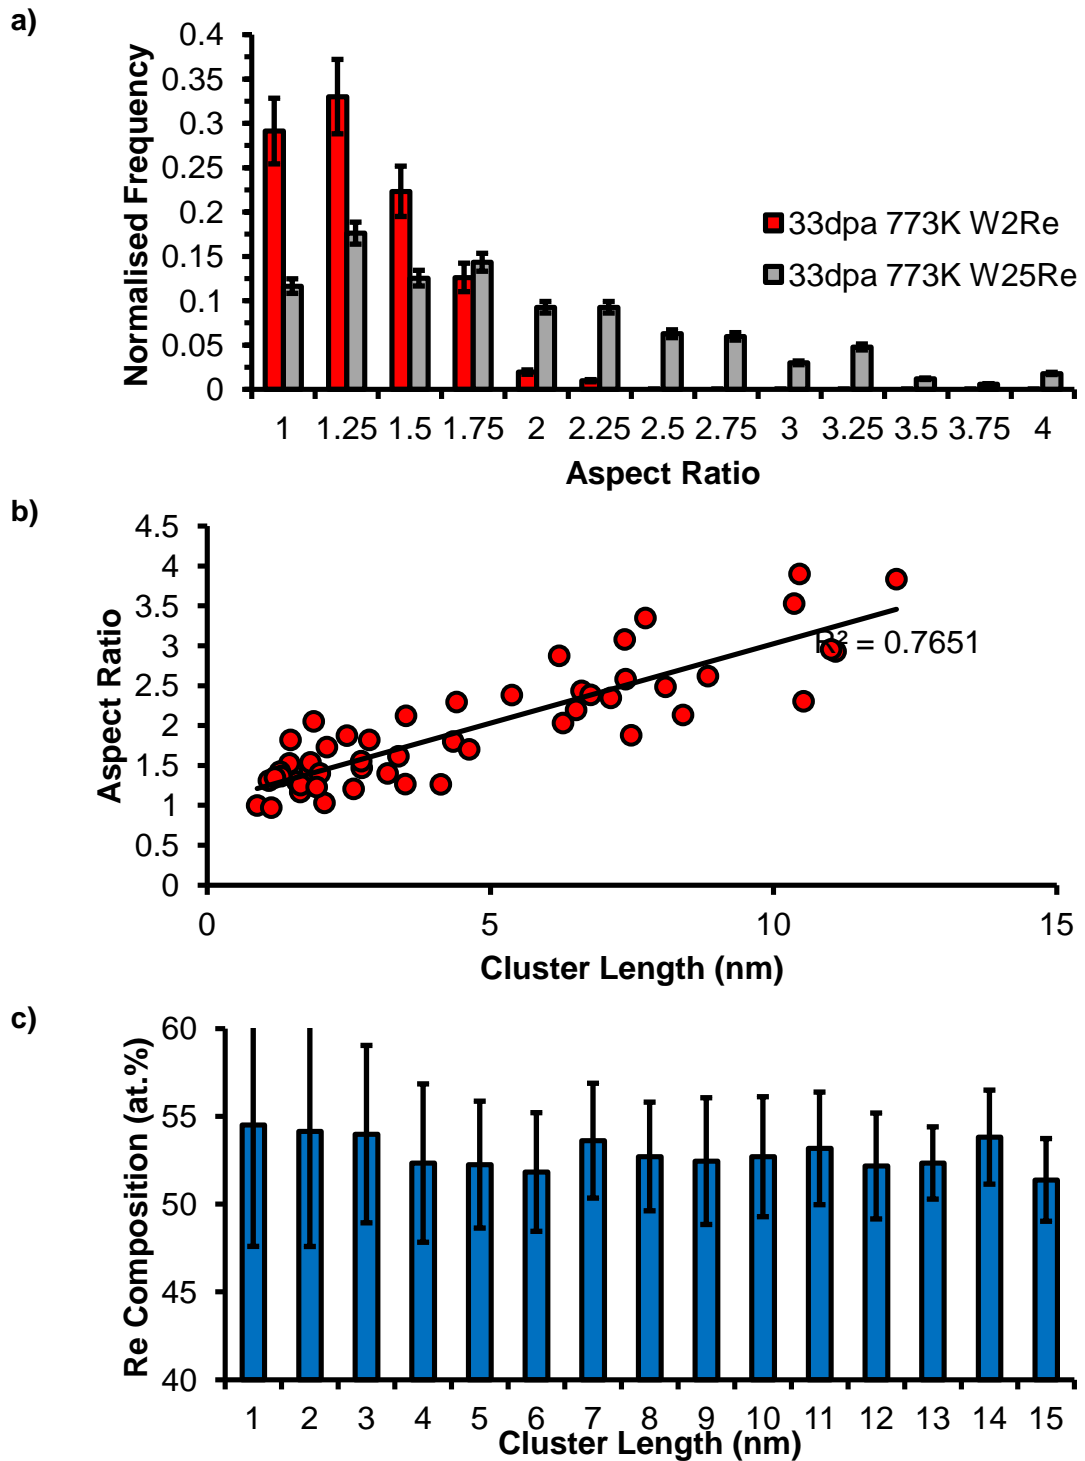 a)
Normalised Frequency
0.4
0.35
0.3
0.25
0.2
0.15
0.1
0.05
0
33dpa 773K W2Re
33dpa 773K W25Re
1 1.25 1.5 1.75 2 2.25 2.5 2.75 3 3.25 3.5 3.75 4
Aspect Ratio
b)
Aspect Ratio
4.5
4
3.5
3
2.5
2
1.5
1
0.5
0
R² = 0.7651
0 5 10 15
Cluster Length (nm)
c)
Re Composition (at.%)
60
55
50
45
40
1 2 3 4 5 6 7 8 9 10 11 12 13 14 15
Cluster Length (nm)